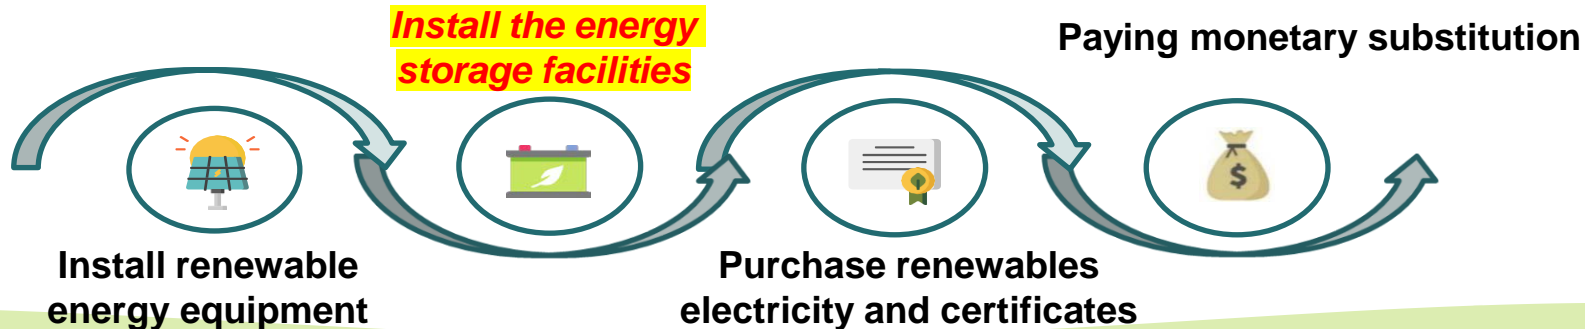 Install the energy
storage facilities
Paying monetary substitution
$
Install renewable
energy equipment
Purchase renewables
electricity and certificates